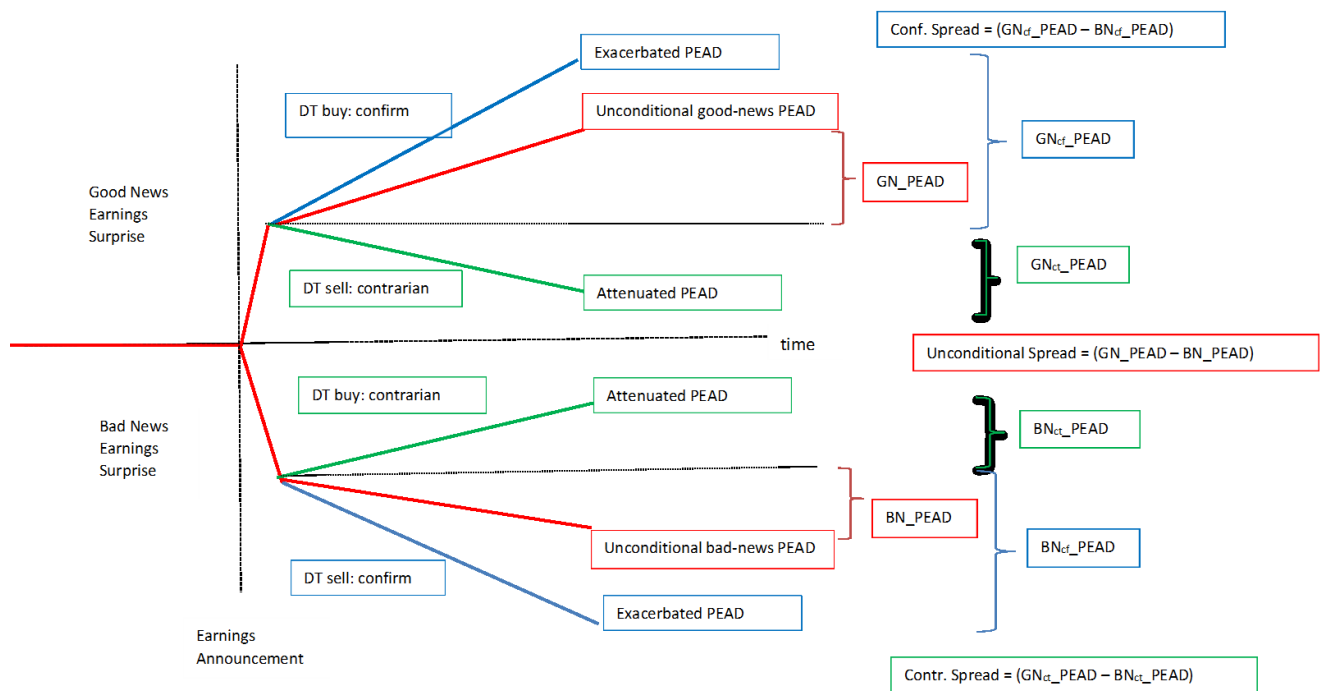 Conf. Spread = (GNcf_PEAD – BNcf_PEAD)
Exacerbated PEAD
DT buy: confirm
Unconditional good-news PEAD
GNcf_PEAD
GN_PEAD
Good News
Earnings
Surprise
GNct_PEAD
DT sell: contrarian
Attenuated PEAD
time
Unconditional Spread = (GN_PEAD – BN_PEAD)
DT buy: contrarian
Attenuated PEAD
Bad News
Earnings
Surprise
BNct_PEAD
BN_PEAD
Unconditional bad-news PEAD
BNcf_PEAD
DT sell: confirm
Exacerbated PEAD
Earnings
Announcement
Contr. Spread = (GNct_PEAD – BNct_PEAD)